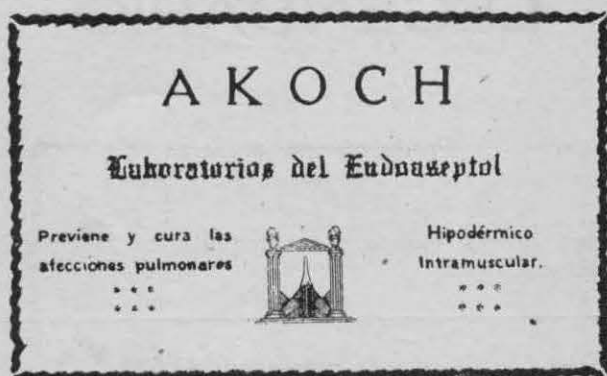 AKOCH
Laboratorios del Endoaseptol
Previene y cura las
afecciones pulmonares
* * *
* * *
Hipodérmico
Intramuscular.
* * *
* * *